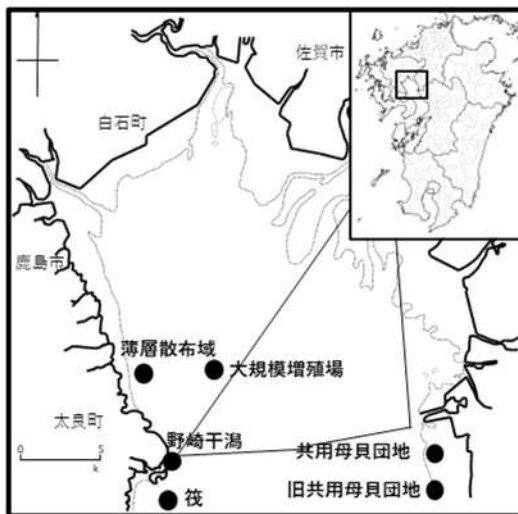 佐賀市
白石町
鹿島市
薄層散布域
大規模増殖場
太良町
野崎干潟
0 5
k
共用母貝団地
筏
旧共用母貝団地